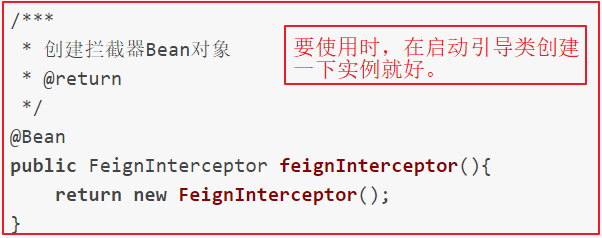 /***
 * 创建拦截器Bean对象
 * @return
 */
@Bean
public FeignInterceptor feignInterceptor(){
    return new FeignInterceptor();
}
要使用时，在启动引导类创建
一下实例就好。